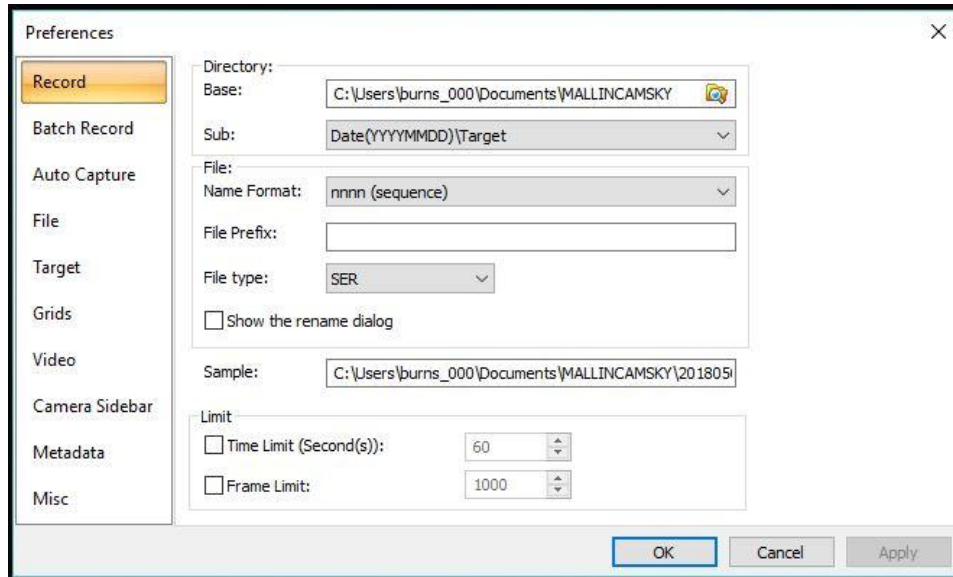 Preferences
Record
Batch Record
Auto Capture
File
Target
Grids
Video
Camera Sidebar
Metadata
Misc
Directory:
Base: C:\Users\burns_000\Documents\MALLINCAMSKY
Sub: Date(YYYYMMDD)\Target
File:
Name Format: nnnn (sequence)
File Prefix:
File type: SER
Show the rename dialog
Sample: C:\Users\burns_000\Documents\MALLINCAMSKY\201805
Limit
Time Limit (Second(s)): 60
Frame Limit: 1000
OK Cancel Apply